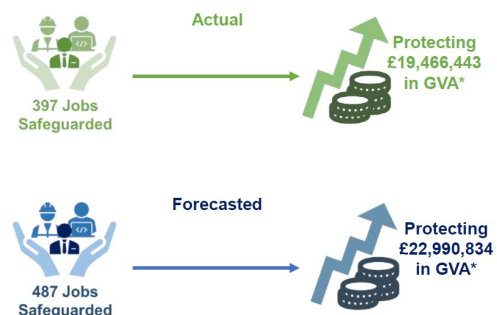 Actual
397 Jobs
Safeguarded
Protecting
£19,466,443
in GVA*
Forecasted
487 Jobs
Safeguarded
Protecting
£22,990,834
in GVA*